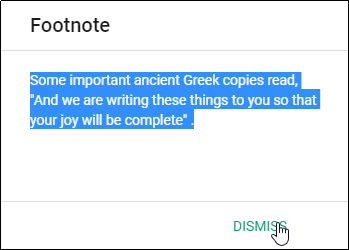 Footnote
Some important ancient Greek copies read,
"And we are writing these things to you so that
your joy will be complete" .
DISMISS